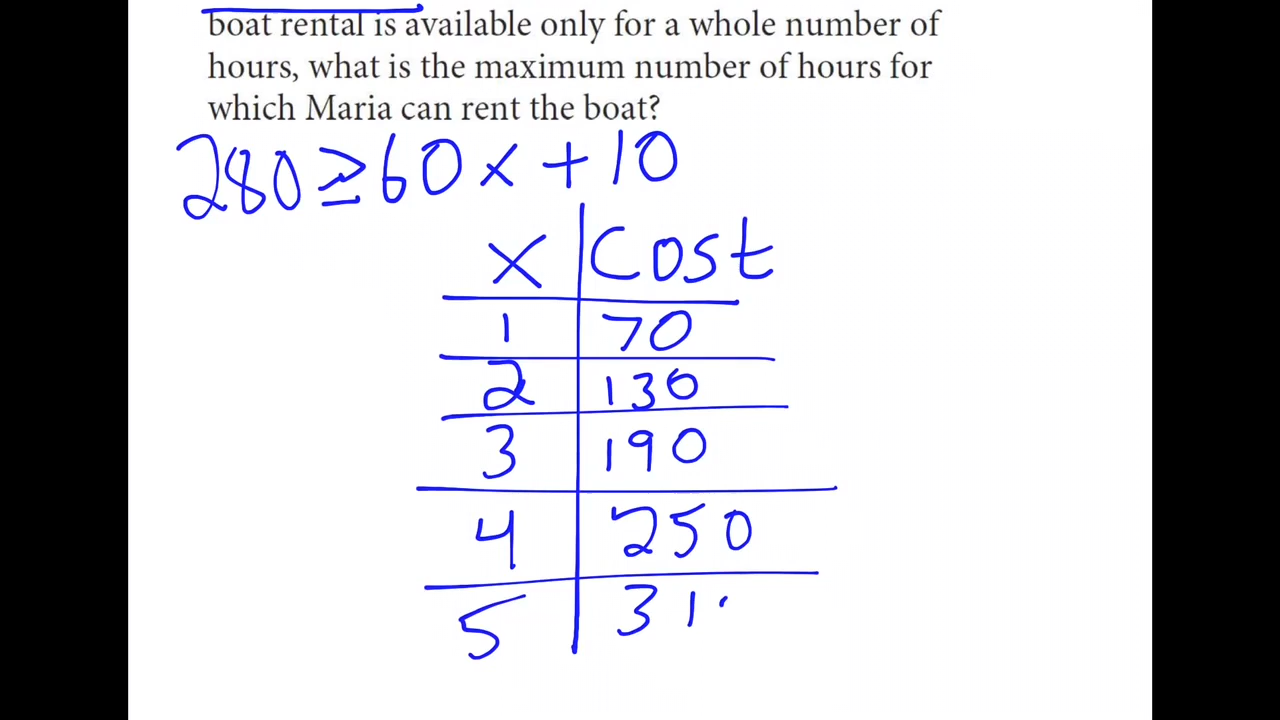 boat rental is available only for a whole number of
hours, what is the maximum number of hours for
which Maria can rent the boat?
280 ≥ 60x + 10
x Cost
1 70
2 130
3 190
4 250
5 31